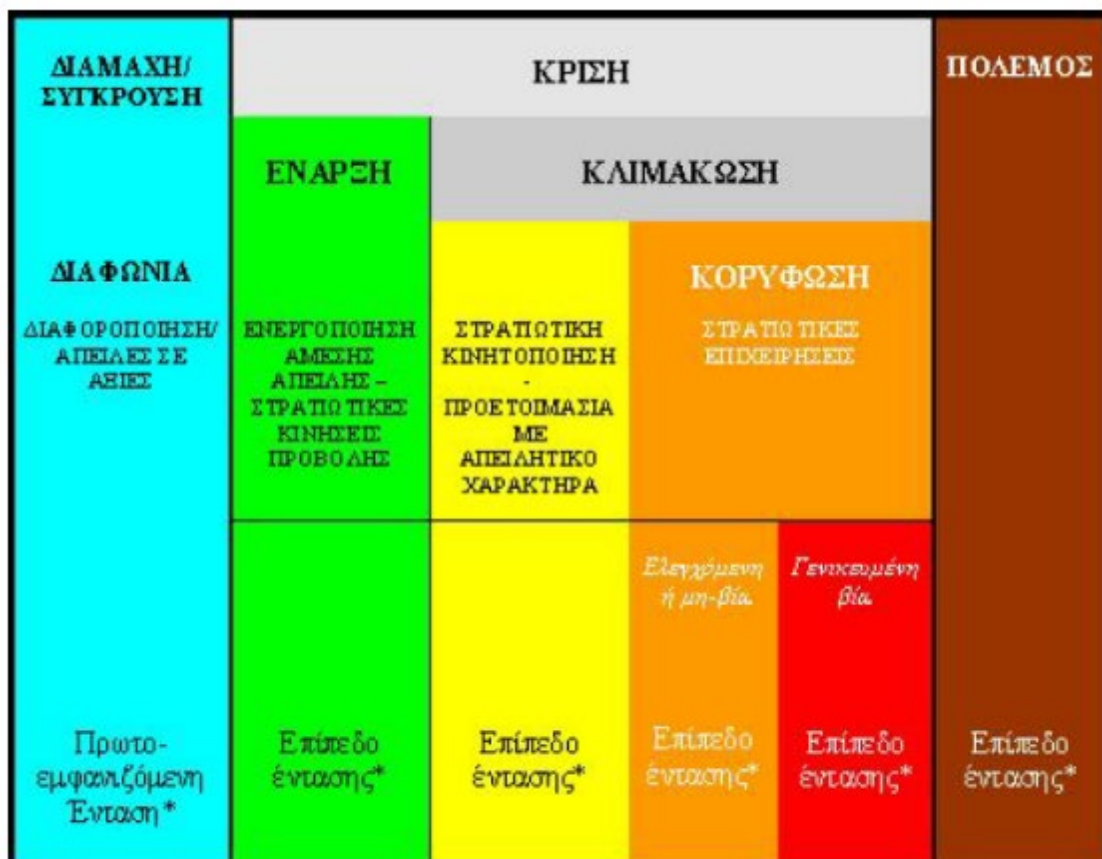 ΔΙΑΜΑΧΗ/
ΣΥΓΚΡΟΥΣΗ
ΚΡΙΣΗ
ΠΟΛΕΜΟΣ
ΕΝΑΡΞΗ
ΚΛΙΜΑΚΩΣΗ
ΔΙΑΦΩΝΙΑ
ΚΟΡΥΦΩΣΗ
ΔΙΑΦΟΡΟΠΟΙΗΣΗ/
ΑΠΕΙΛΕΣ ΣΕ
ΑΞΙΕΣ
ΕΝΕΡΓΟΠΟΙΗΣΗ
ΑΜΕΣΗΣ
ΑΠΕΙΛΗΣ –
ΣΤΡΑΤΙΩΤΙΚΕΣ
ΚΙΝΗΣΕΙΣ
ΠΡΟΒΟΛΗΣ
ΣΤΡΑΤΙΩΤΙΚΗ
ΚΙΝΗΤΟΠΟΙΗΣΗ
-
ΠΡΟΕΤΟΙΜΑΣΙΑ
ΜΕ
ΑΠΕΙΛΗΤΙΚΟ
ΧΑΡΑΚΤΗΡΑ
ΣΤΡΑΤΙΩΤΙΚΕΣ
ΕΠΙΧΕΙΡΗΣΕΙΣ
Ελεγχόμενη
ή μη-βία
Γενικευμένη
βία
Πρωτο-
εμφανιζόμενη
Ένταση*
Επίπεδο
έντασης*
Επίπεδο
έντασης*
Επίπεδο
έντασης*
Επίπεδο
έντασης*
Επίπεδο
έντασης*